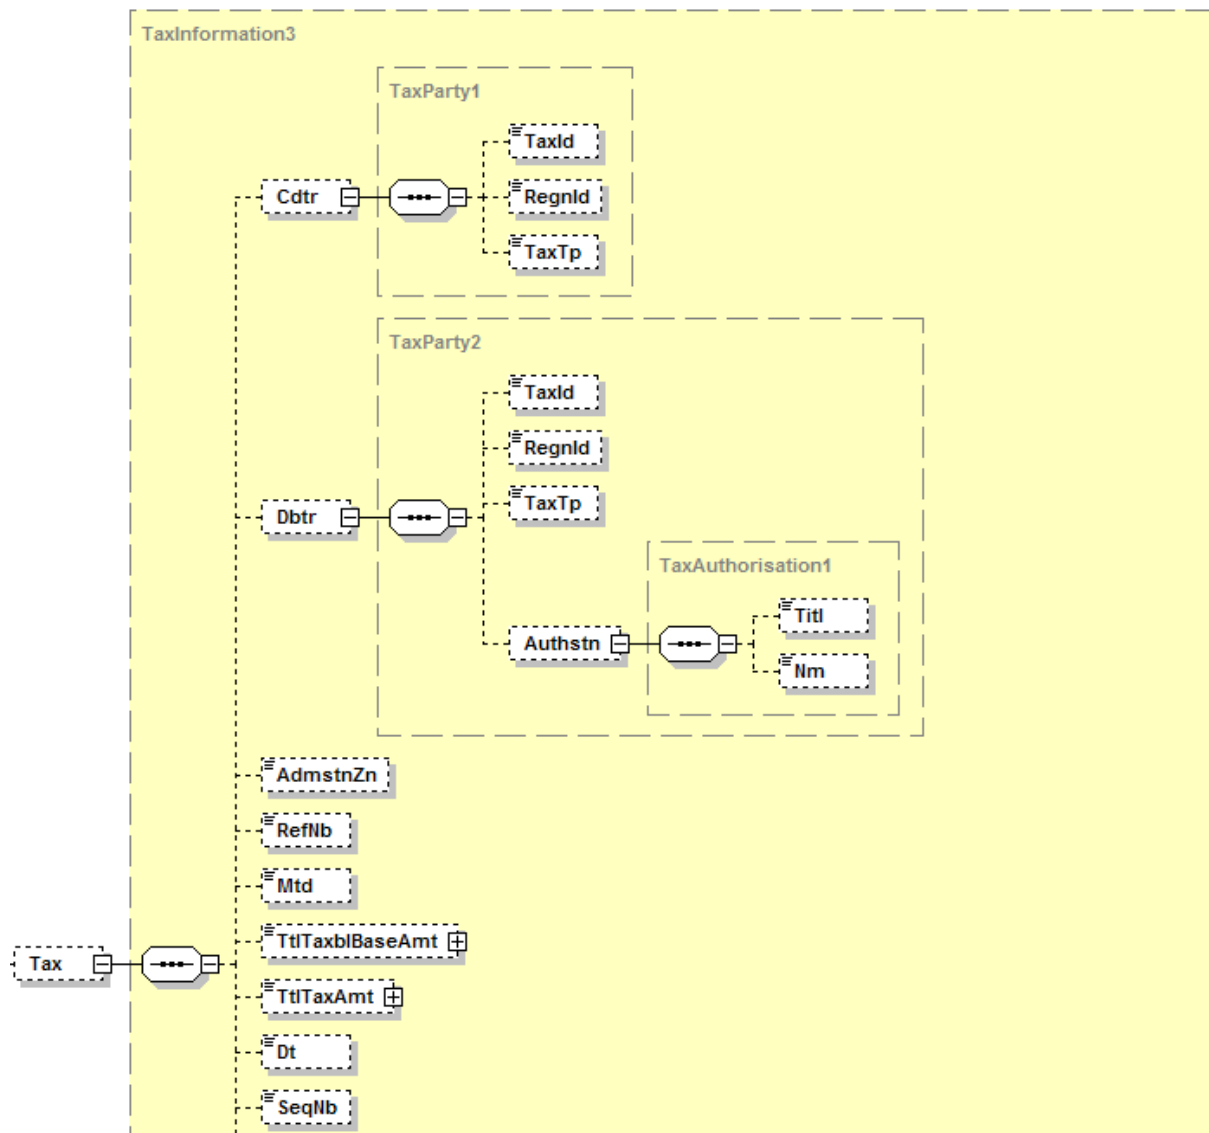 TaxInformation3
TaxParty1
TaxId
Cdtr
RegnId
TaxTp
TaxParty2
TaxId
RegnId
Dbtr
TaxTp
TaxAuthorisation1
Titl
Authstn
Nm
AdmstnZn
RefNb
Mtd
TtlTaxblBaseAmt
Tax
TtlTaxAmt
Dt
SeqNb